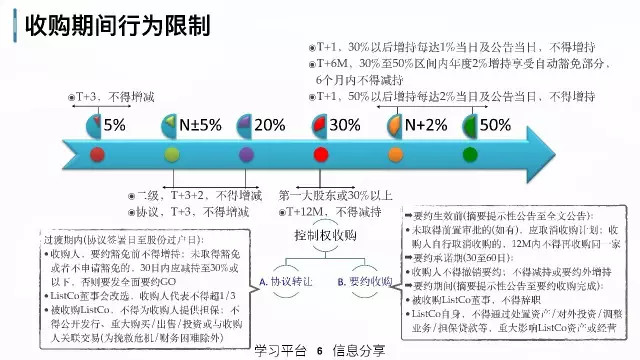 收购期间行为限制
◉T+1，30%以后增持每达1%当日及公告当日，不得增持
◉T+6M，30%至50%区间内年度2%增持享受自动豁免部分，
6个月内不得减持
◉T+3，不得增减
◉T+1，50%以后增持每达2%当日及公告当日，不得增持
5%
N±5%
20%
30%
N+2%
50%
◉二级，T+3+2，不得增减
◉协议，T+3，不得增减
第一大股东或30%以上
◉T+12M，不得减持
控制权收购
A. 协议转让
B. 要约收购
过渡期内(协议签署日至股份过户日)：
• 收购人，要约豁免前不得增持；未取得豁免
或者不申请豁免的，30日内应减持至30%或
以下，否则要发全面要约GO
• ListCo董事会改选，收购人代表不得超1/3
• 被收购ListCo，不得为收购人提供担保；不
得公开发行、重大购买/出售/投资或与收购
人关联交易(为挽救危机/财务困难除外)
➡要约生效前(摘要提示性公告至全文公告)：
• 未取得前置审批的(如有)，应取消收购计划；收
购人自行取消收购的，12M内不得再收购同一家
➡要约承诺期(30至60日)：
• 收购人不得撤销要约；不得减持或要约外增持
➡要约期间(摘要提示性公告至要约收购完成)：
• 被收购ListCo董事，不得辞职
• ListCo自身，不得通过处置资产/对外投资/调整
业务/担保贷款等，重大影响ListCo资产或经营
学习平台 6 信息分享